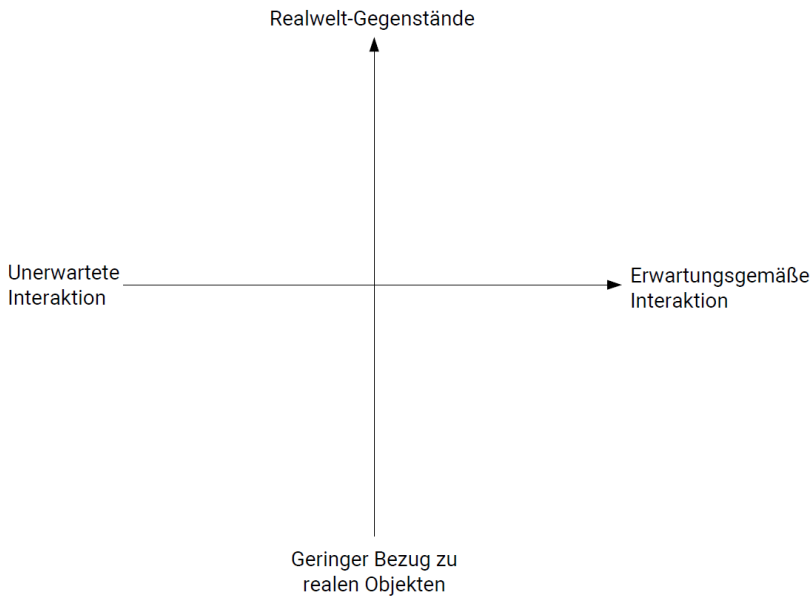 Realwelt-Gegenstände
Unerwartete
Interaktion
Erwartungsgemäße
Interaktion
Geringer Bezug zu
realen Objekten